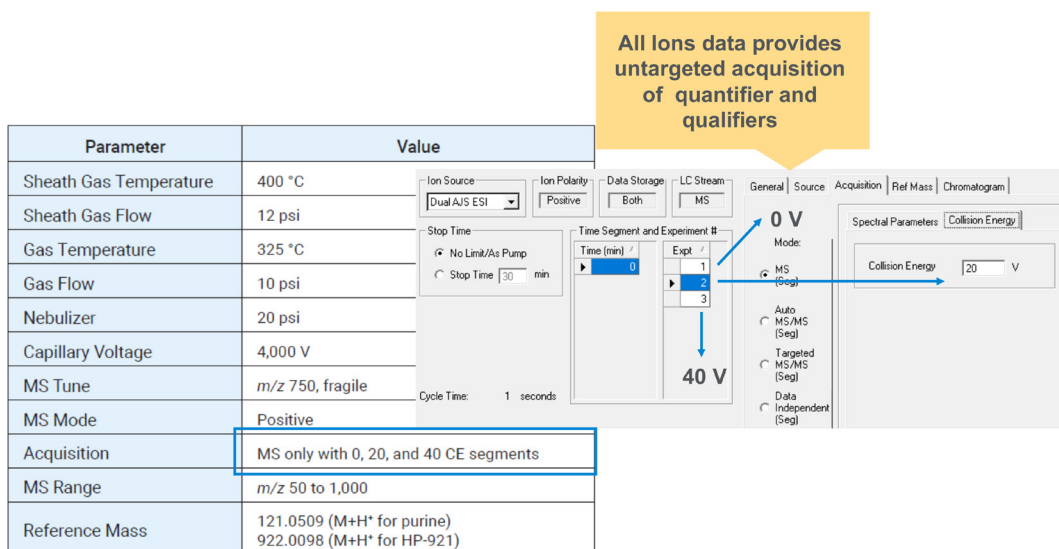 All Ions data provides
untargeted acquisition
of quantifier and
qualifiers
Parameter Value
Sheath Gas Temperature 400 °C
Sheath Gas Flow 12 psi
Gas Temperature 325 °C
Gas Flow 10 psi
Nebulizer 20 psi
Capillary Voltage 4,000 V
MS Tune m/z 750, fragile
MS Mode Positive
Acquisition MS only with 0, 20, and 40 CE segments
MS Range m/z 50 to 1,000
Reference Mass 121.0509 (M+H⁺ for purine)
922.0098 (M+H⁺ for HP-921)
Ion Source Ion Polarity Data Storage LC Stream
Dual AJS ESI Positive Both MS
Stop Time
No Limit/As Pump
Stop Time 30 min
Cycle Time: 1 seconds
Time Segment and Experiment #
Time (min) Expt
0 1
2
3
0 V
40 V
General Source Acquisition Ref Mass Chromatogram
Mode:
MS
(Seg)
Auto
MS/MS
(Seg)
Targeted
MS/MS
(Seg)
Data
Independent
(Seg)
Spectral Parameters Collision Energy
Collision Energy 20 V